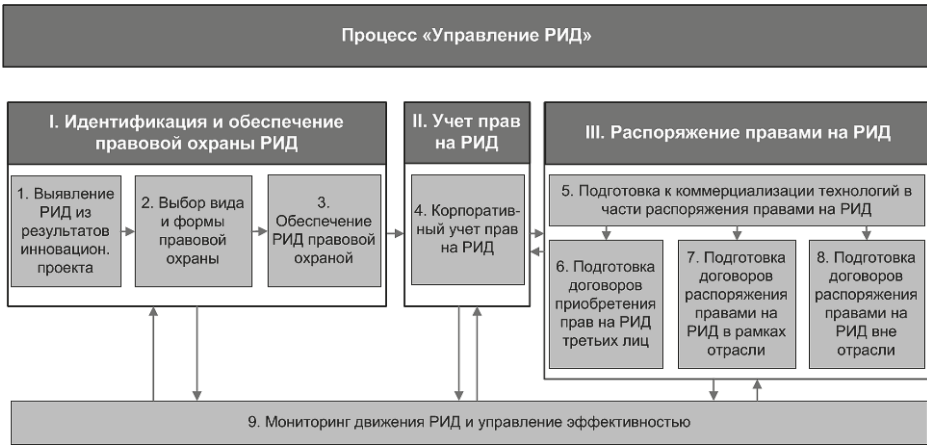 Процесс «Управление РИД»
I. Идентификация и обеспечение
правовой охраны РИД
1. Выявление
РИД из
результатов
инновацион.
проекта
2. Выбор вида
и формы
правовой
охраны
3.
Обеспечение
РИД правовой
охраной
II. Учет прав
на РИД
4. Корпоратив-
ный учет прав
на РИД
III. Распоряжение правами на РИД
5. Подготовка к коммерциализации технологий в
части распоряжения правами на РИД
6. Подготовка
договоров
приобретения
прав на РИД
третьих лиц
7. Подготовка
договоров
распоряжения
правами на
РИД в рамках
отрасли
8. Подготовка
договоров
распоряжения
правами на
РИД вне
отрасли
9. Мониторинг движения РИД и управление эффективностью